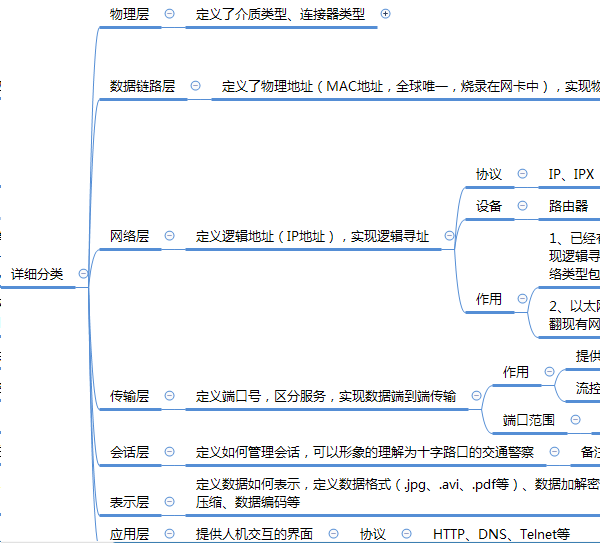 物理层 定义了介质类型、连接器类型
数据链路层 定义了物理地址（MAC地址，全球唯一，烧录在网卡中），实现物
协议 IP、IPX
设备 路由器
网络层 定义逻辑地址（IP地址），实现逻辑寻址
1、已经存
现逻辑寻
络类型包
详细分类
作用
2、以太网
翻现有网
作用 提供
流控
传输层 定义端口号，区分服务，实现数据端到端传输
端口范围
会话层 定义如何管理会话，可以形象的理解为十字路口的交通警察 备注
表示层 定义数据如何表示，定义数据格式（.jpg、.avi、.pdf等）、数据加解密
压缩、数据编码等
应用层 提供人机交互的界面 协议 HTTP、DNS、Telnet等